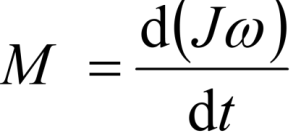 M = d(Jω)/dt